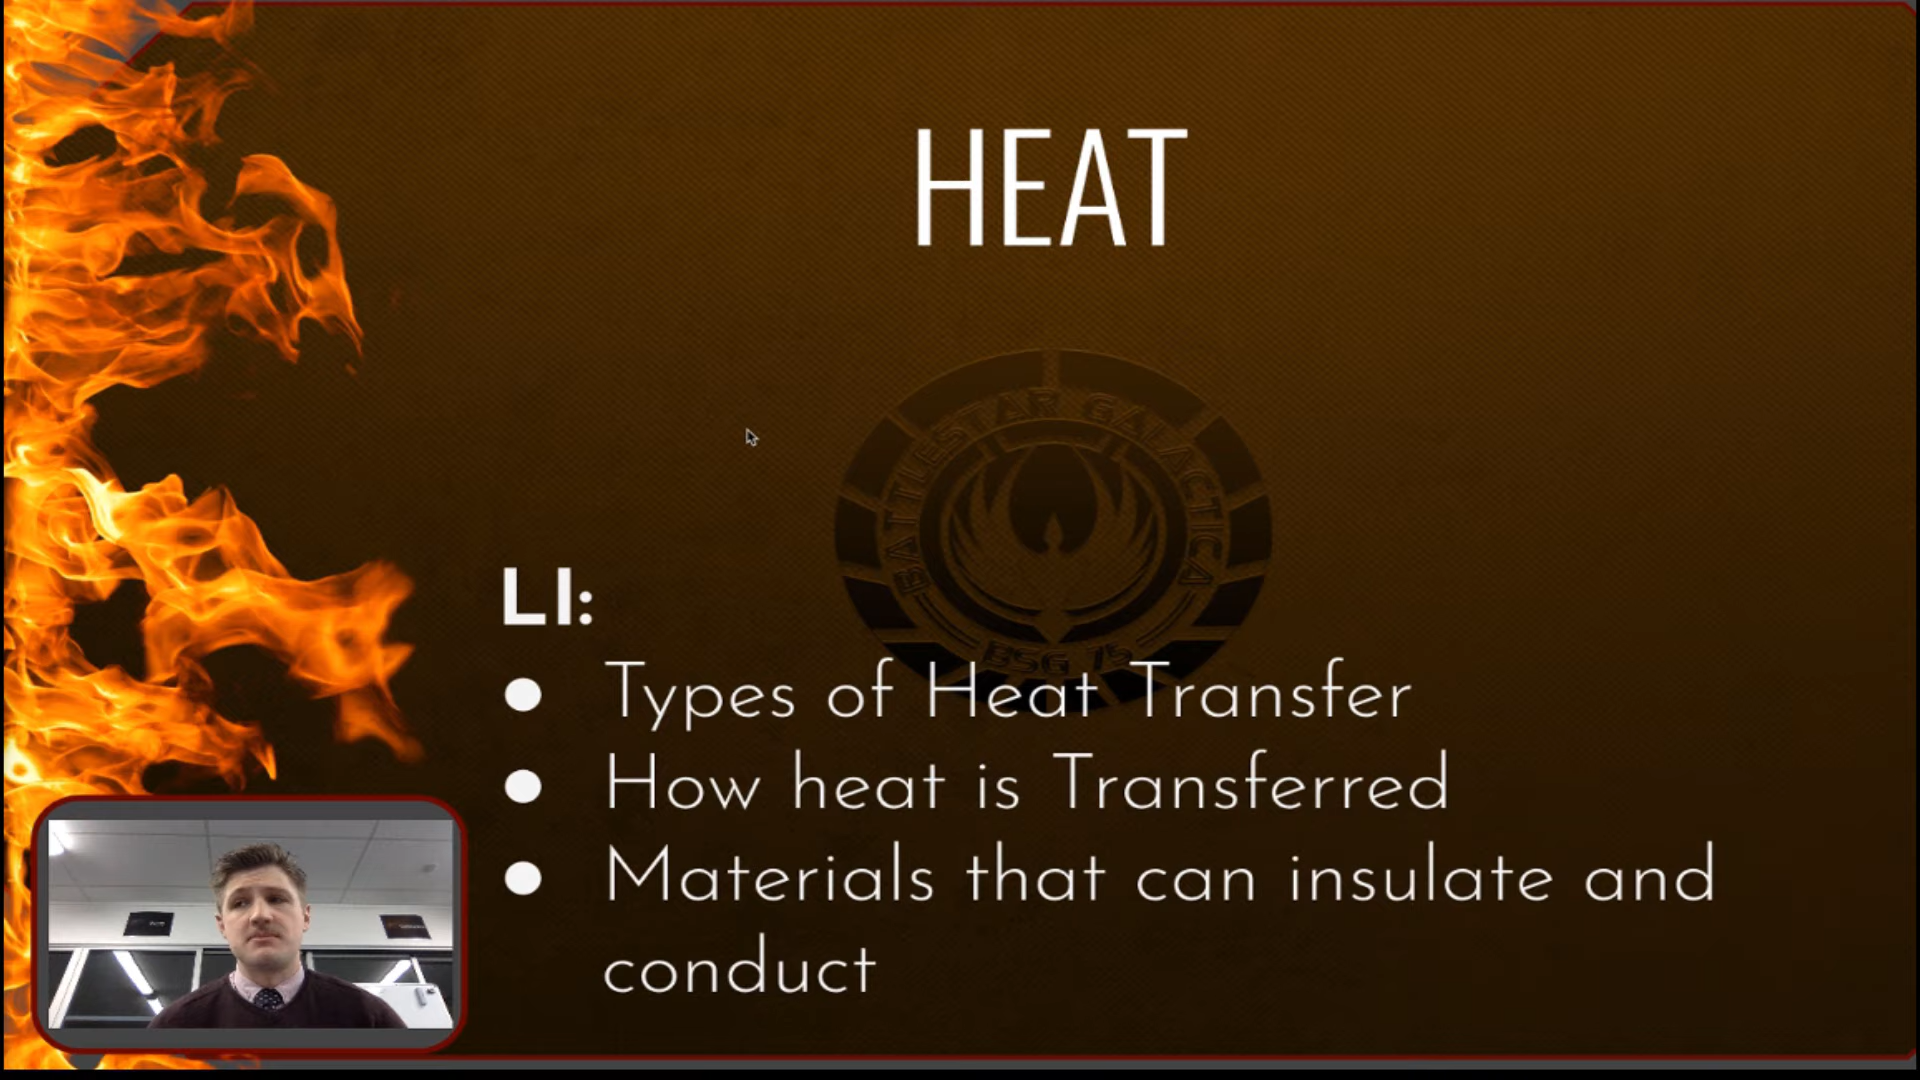 HEAT
BATTLESTAR GALACTICA
BSG 75
LI:
● Types of Heat Transfer
● How heat is Transferred
● Materials that can insulate and
conduct